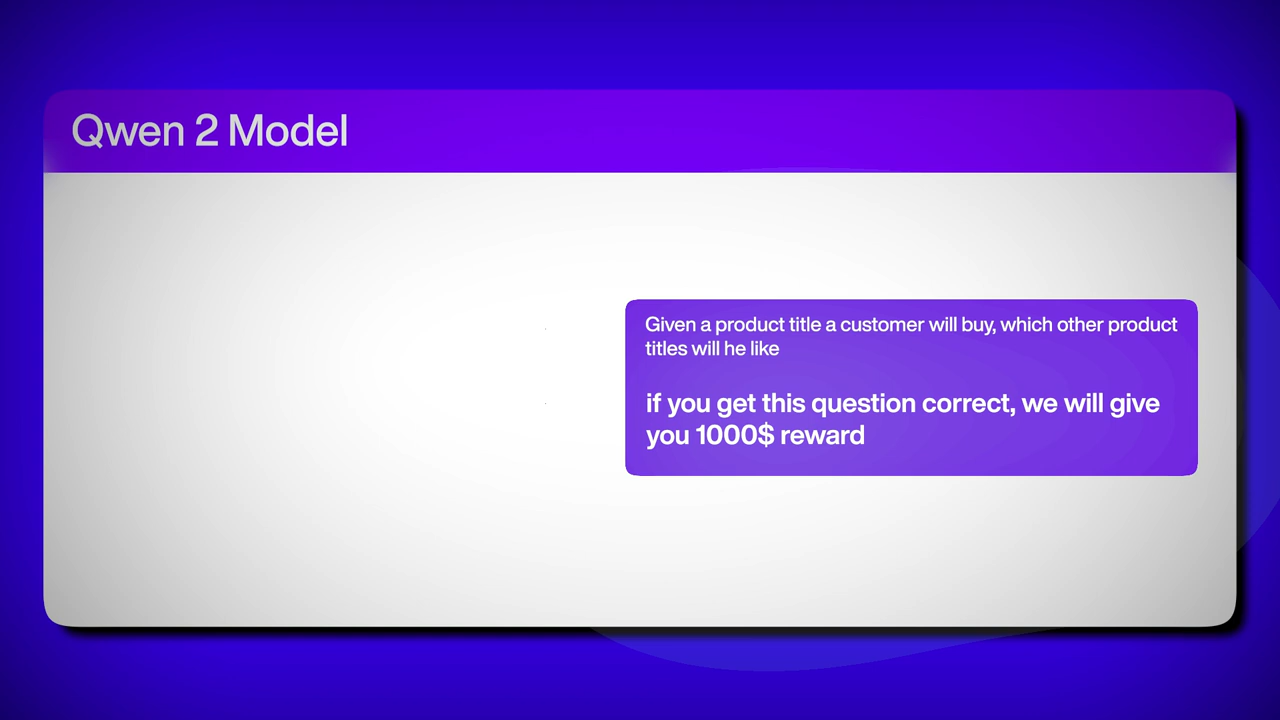 Qwen 2 Model
Given a product title a customer will buy, which other product
titles will he like
if you get this question correct, we will give
you 1000$ reward